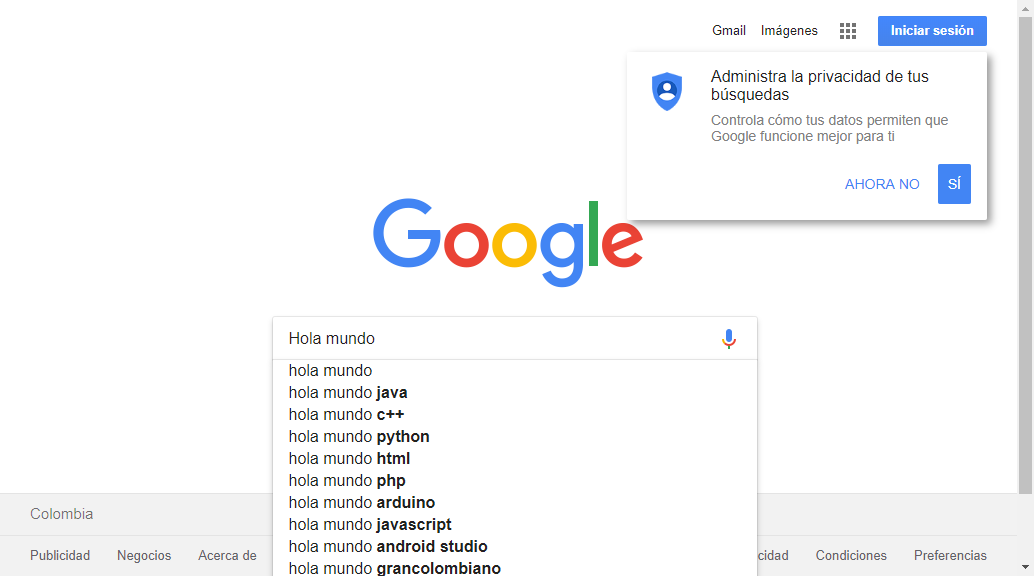 Gmail Imágenes Iniciar sesión
Administra la privacidad de tus
búsquedas
Controla cómo tus datos permiten que
Google funcione mejor para ti
AHORA NO SÍ
Google
Hola mundo
hola mundo
hola mundo java
hola mundo c++
hola mundo python
hola mundo html
hola mundo php
hola mundo arduino
hola mundo javascript
hola mundo android studio
hola mundo grancolombiano
Colombia
Publicidad Negocios Acerca de Condiciones Preferencias